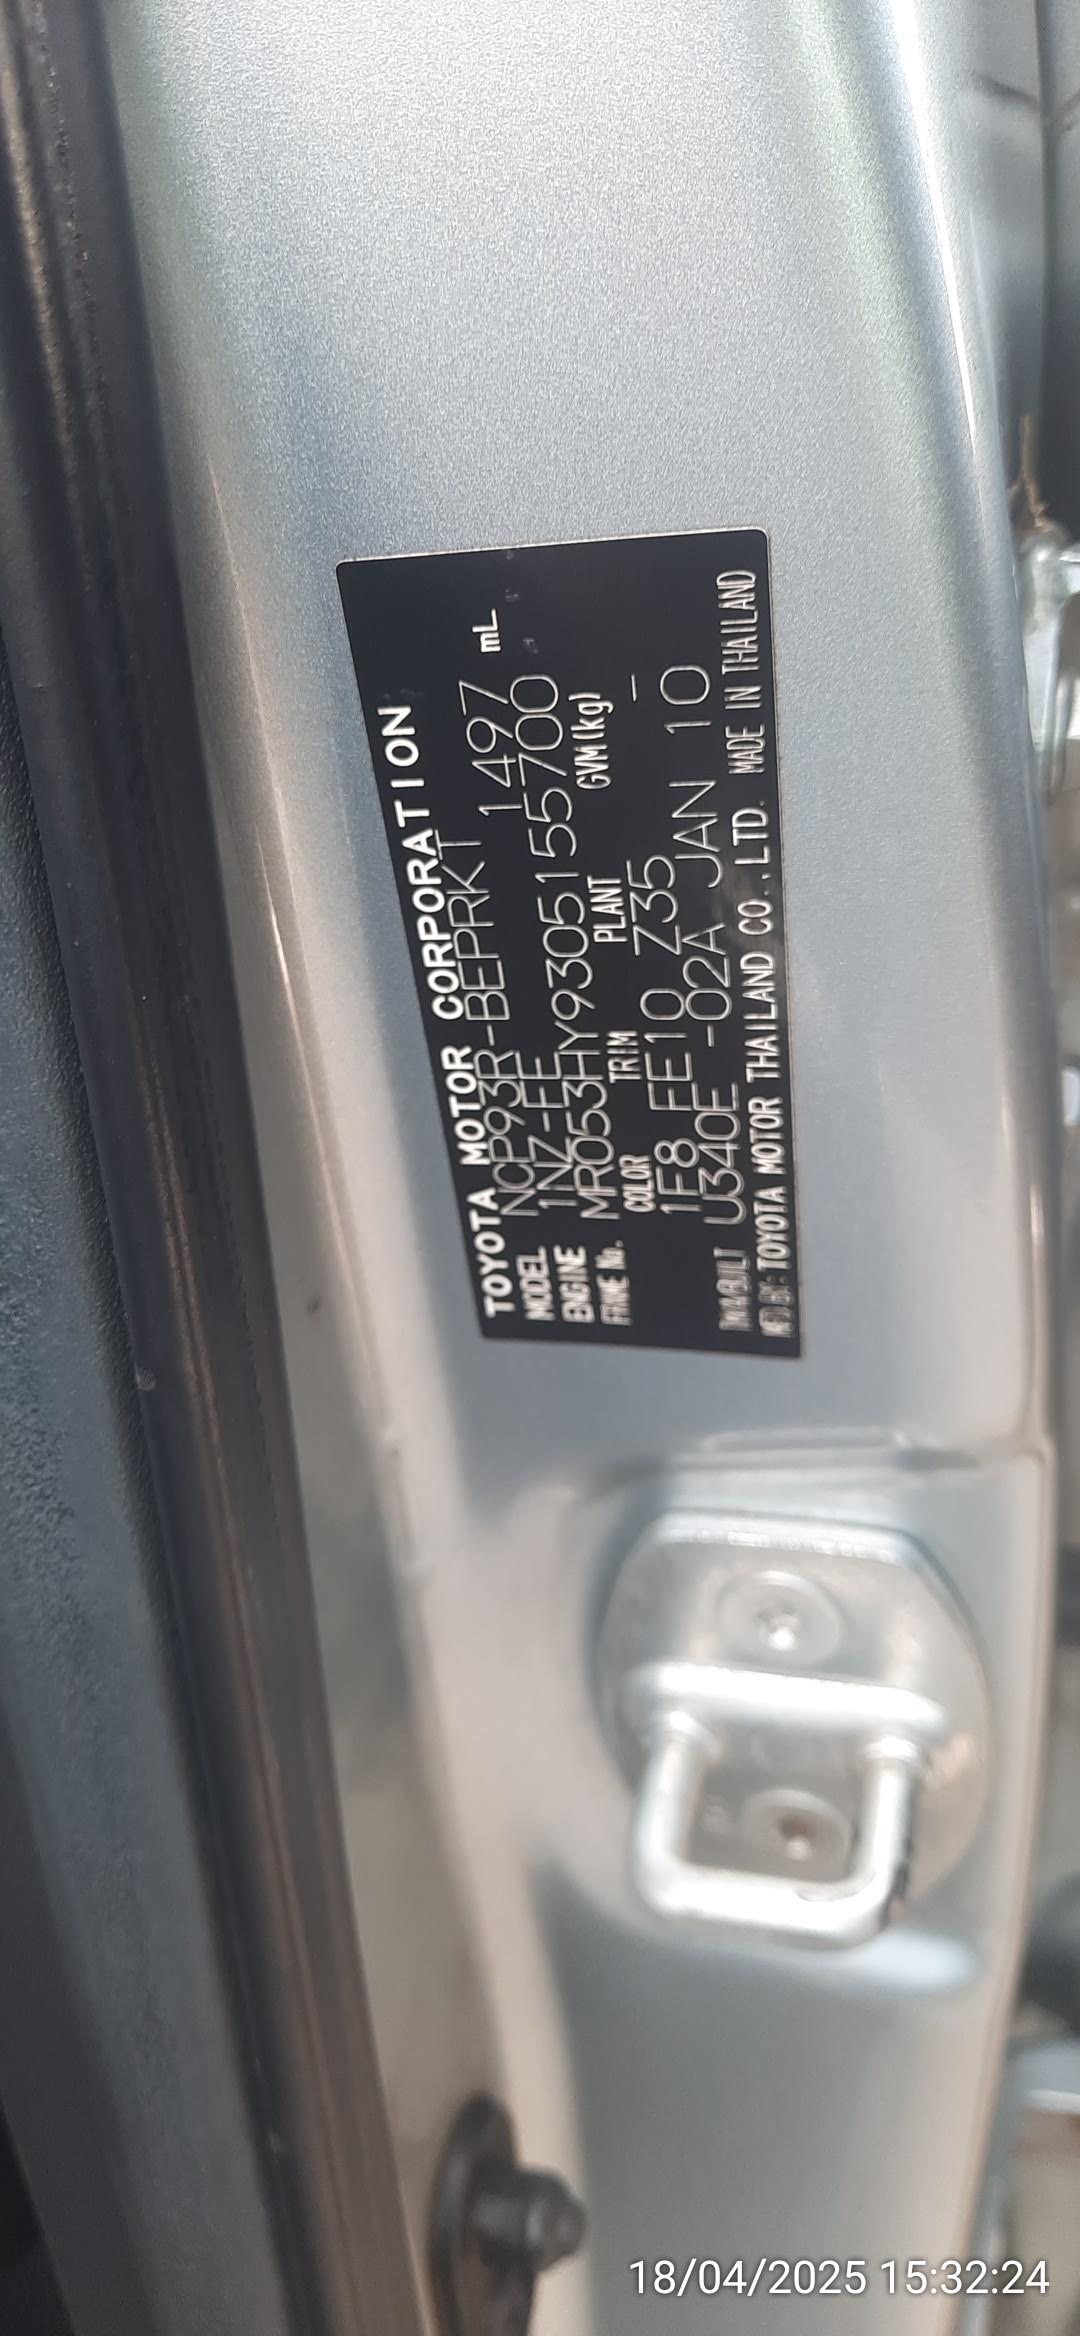 TOYOTA MOTOR CORPORATION
MODEL NCP93R-BEPRKT 1497 mL
ENGINE 1NZ-FE
FRAME No. MR053HY9305155700
COLOR TRIM PLANT GVM(kg)
1F8 FE10 Z35 –
U340E -02A JAN 10
MFD.BY: TOYOTA MOTOR THAILAND CO.,LTD. MADE IN THAILAND
18/04/2025 15:32:24